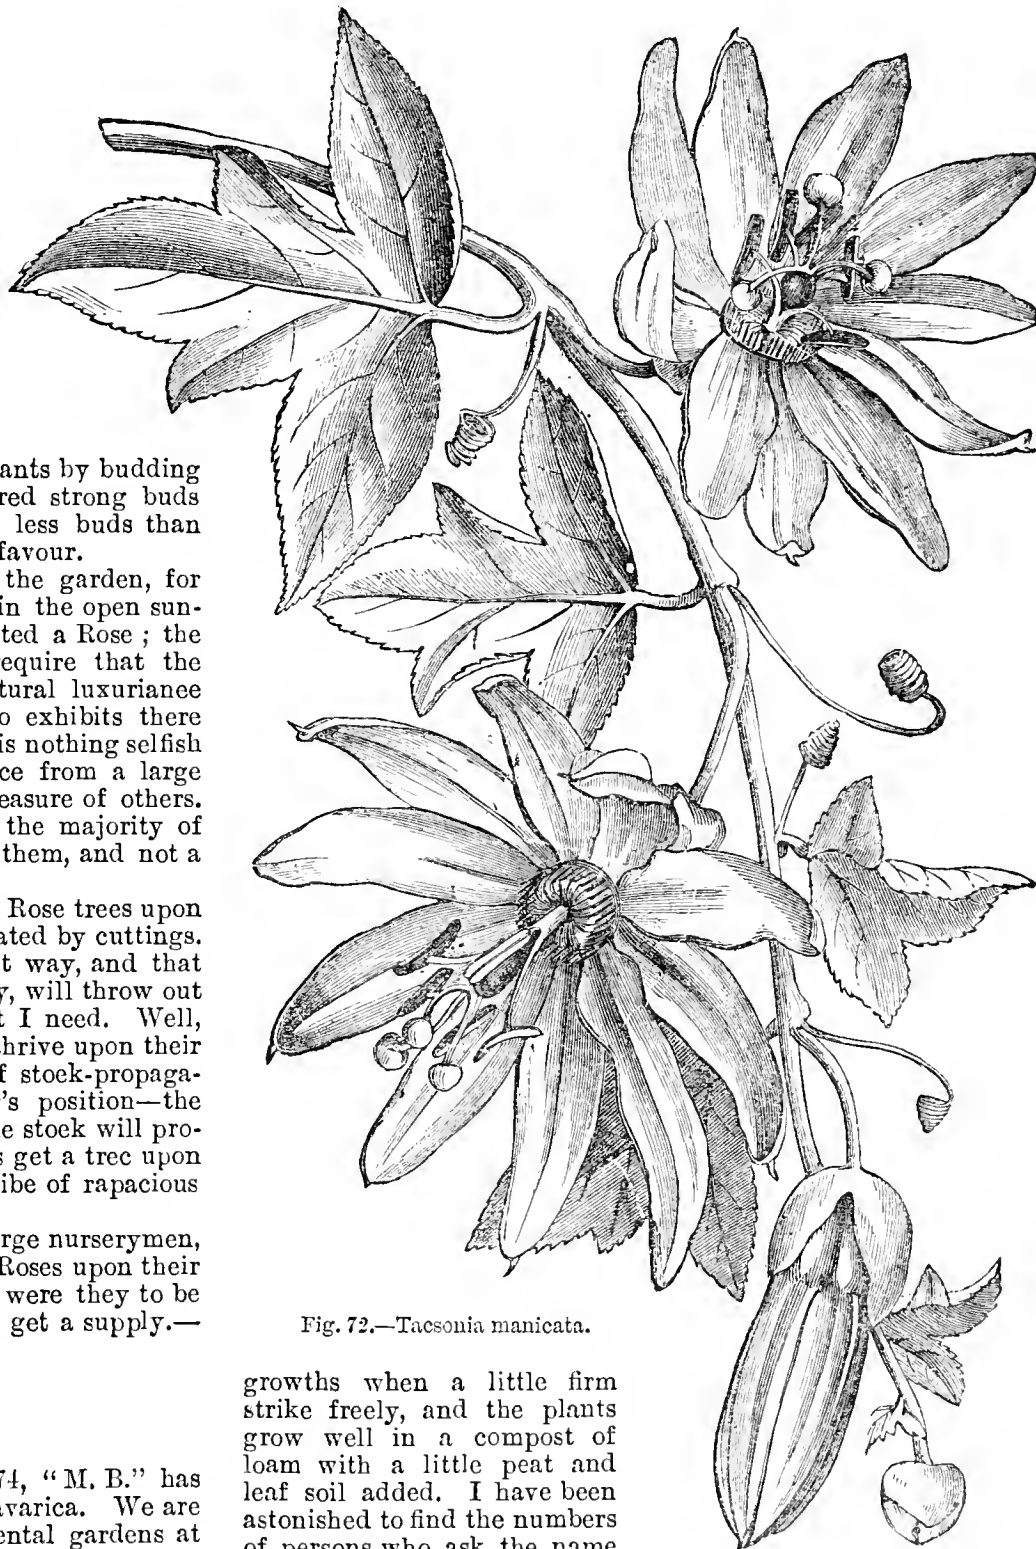 ants by budding
red strong buds
less buds than
favour.
the garden, for
in the open sun-
ted a Rose ; the
equire that the
tural luxuriance
o exhibits there
is nothing selfish
ce from a large
easure of others.
the majority of
them, and not a
Rose trees upon
ated by cuttings.
t way, and that
y, will throw out
t I need. Well,
thrive upon their
f stock-propaga-
's position—the
e stock will pro-
s get a trec upon
ibe of rapacious
rge nurserymen,
Roses upon their
were they to be
get a supply.—
74, “M. B.” has
avarica. We are
ental gardens at
Fig. 72.—Tacsonia manicata.
growths when a little firm
strike freely, and the plants
grow well in a compost of
loam with a little peat and
leaf soil added. I have been
astonished to find the numbers
of persons who ask the name